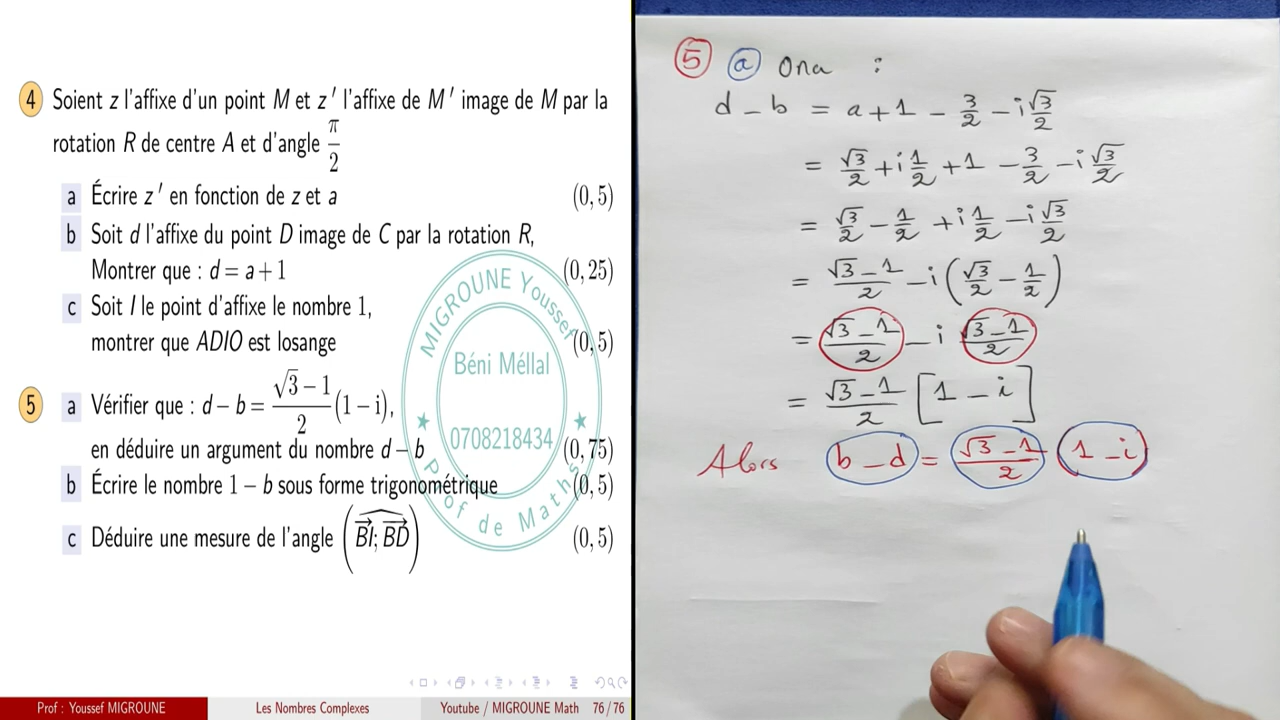 4 Soient z l'affixe d'un point M et z' l'affixe de M' image de M par la
rotation R de centre A et d'angle π/2
a Écrire z' en fonction de z et a (0,5)
b Soit d l'affixe du point D image de C par la rotation R,
Montrer que : d = a + 1 (0,25)
c Soit I le point d'affixe le nombre 1,
montrer que ADIO est losange (0,5)
5 a Vérifier que : d − b = (√3 − 1)/2 (1 − i),
en déduire un argument du nombre d − b (0,75)
b Écrire le nombre 1 − b sous forme trigonométrique (0,5)
c Déduire une mesure de l'angle (BI; BD) (0,5)
MIGROUNE Youssef
Béni Méllal
0708218434
Prof de Maths
Prof : Youssef MIGROUNE Les Nombres Complexes Youtube / MIGROUNE Math 76/76
5 a Ona :
d − b = a + 1 − 3/2 − i √3/2
= √3/2 + i 1/2 + 1 − 3/2 − i √3/2
= √3/2 − 1/2 + i 1/2 − i √3/2
= (√3 − 1)/2 − i (√3/2 − 1/2)
= (√3 − 1)/2 − i (√3 − 1)/2
= (√3 − 1)/2 [1 − i]
Alors b − d = (√3 − 1)/2 (1 − i)